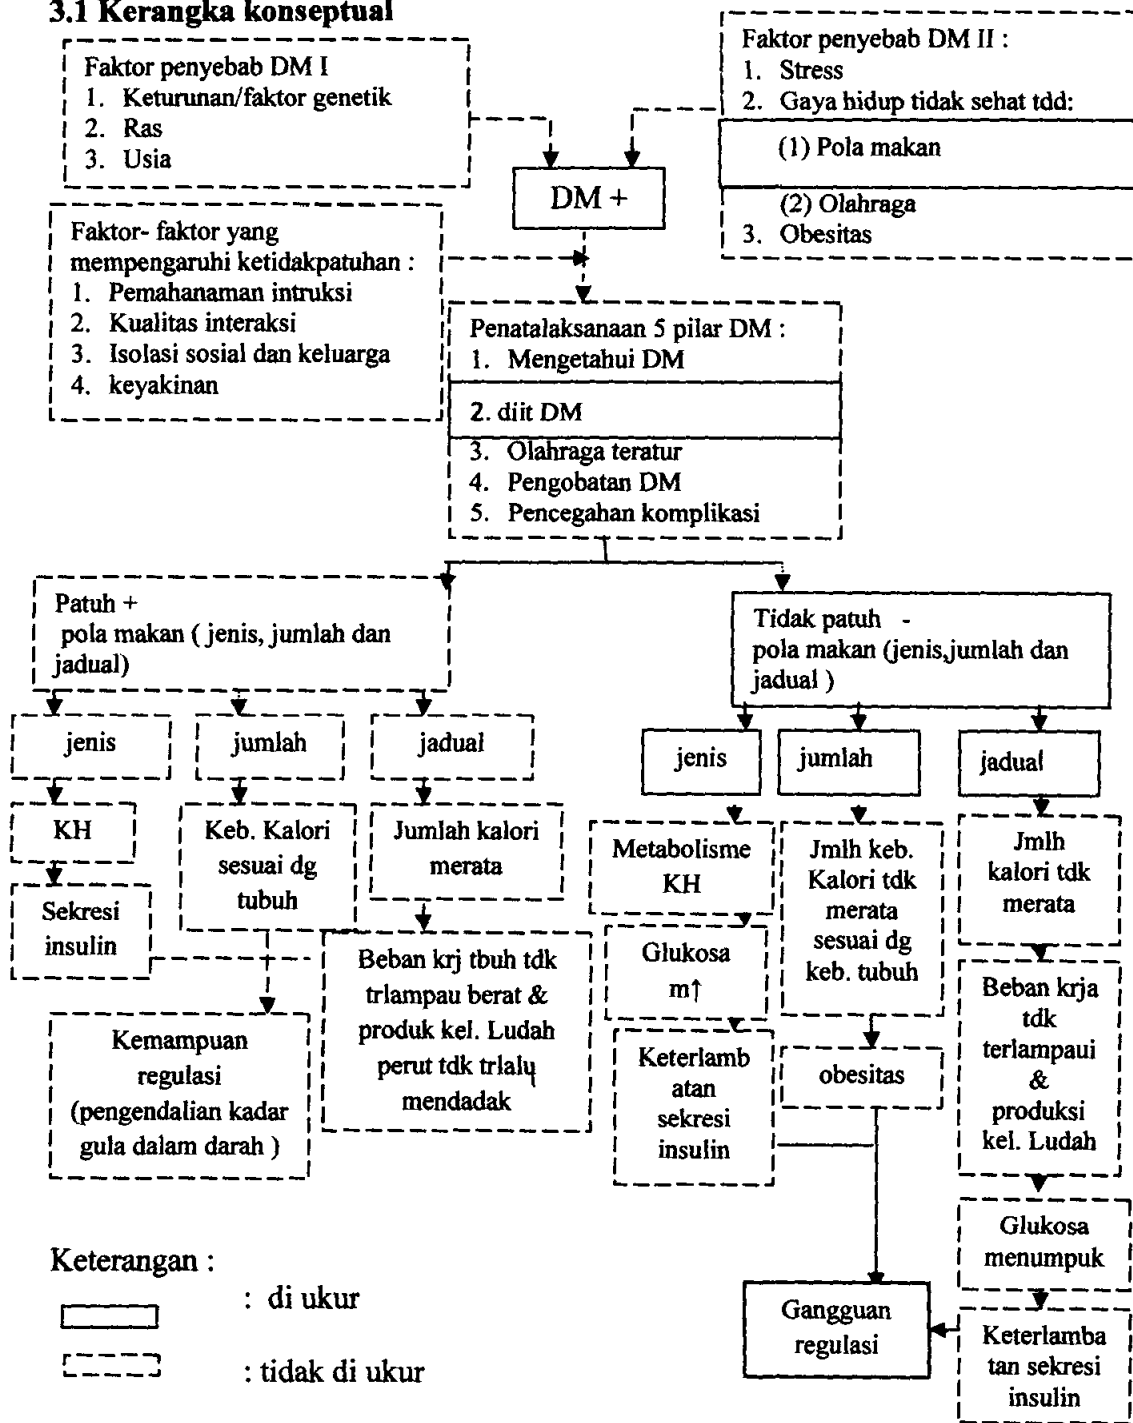 3.1 Kerangka konseptual
Faktor penyebab DM I
1. Keturunan/faktor genetik
2. Ras
3. Usia
Faktor penyebab DM II :
1. Stress
2. Gaya hidup tidak sehat tdd:
(1) Pola makan
(2) Olahraga
3. Obesitas
DM +
Faktor- faktor yang
mempengaruhi ketidakpatuhan :
1. Pemahanaman intruksi
2. Kualitas interaksi
3. Isolasi sosial dan keluarga
4. keyakinan
Penatalaksanaan 5 pilar DM :
1. Mengetahui DM
2. diit DM
3. Olahraga teratur
4. Pengobatan DM
5. Pencegahan komplikasi
Patuh +
pola makan ( jenis, jumlah dan
jadual)
Tidak patuh -
pola makan (jenis,jumlah dan
jadual )
jenis
jumlah
jadual
jenis
jumlah
jadual
KH
Keb. Kalori
sesuai dg
tubuh
Jumlah kalori
merata
Metabolisme
KH
Jmlh keb.
Kalori tdk
merata
sesuai dg
keb. tubuh
Jmlh
kalori tdk
merata
Sekresi
insulin
Beban krj tbuh tdk
trlampau berat &
produk kel. Ludah
perut tdk trlalu
mendadak
Glukosa
m↑
Beban krja
tdk
terlampaui
&
produksi
kel. Ludah
Kemampuan
regulasi
(pengendalian kadar
gula dalam darah )
Keterlamb
atan
sekresi
insulin
obesitas
Glukosa
menumpuk
Gangguan
regulasi
Keterlamba
tan sekresi
insulin
Keterangan :
: di ukur
: tidak di ukur